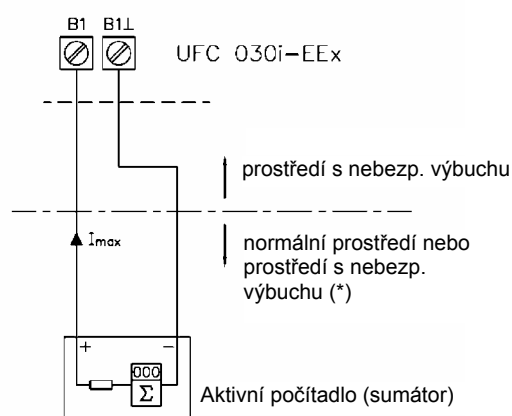 B1 B1⊥
UFC 030i-EEx
prostředí s nebezp. výbuchu
Imax
normální prostředí nebo
prostředí s nebezp.
výbuchu (*)
+ −
000
Σ
Aktivní počítadlo (sumátor)